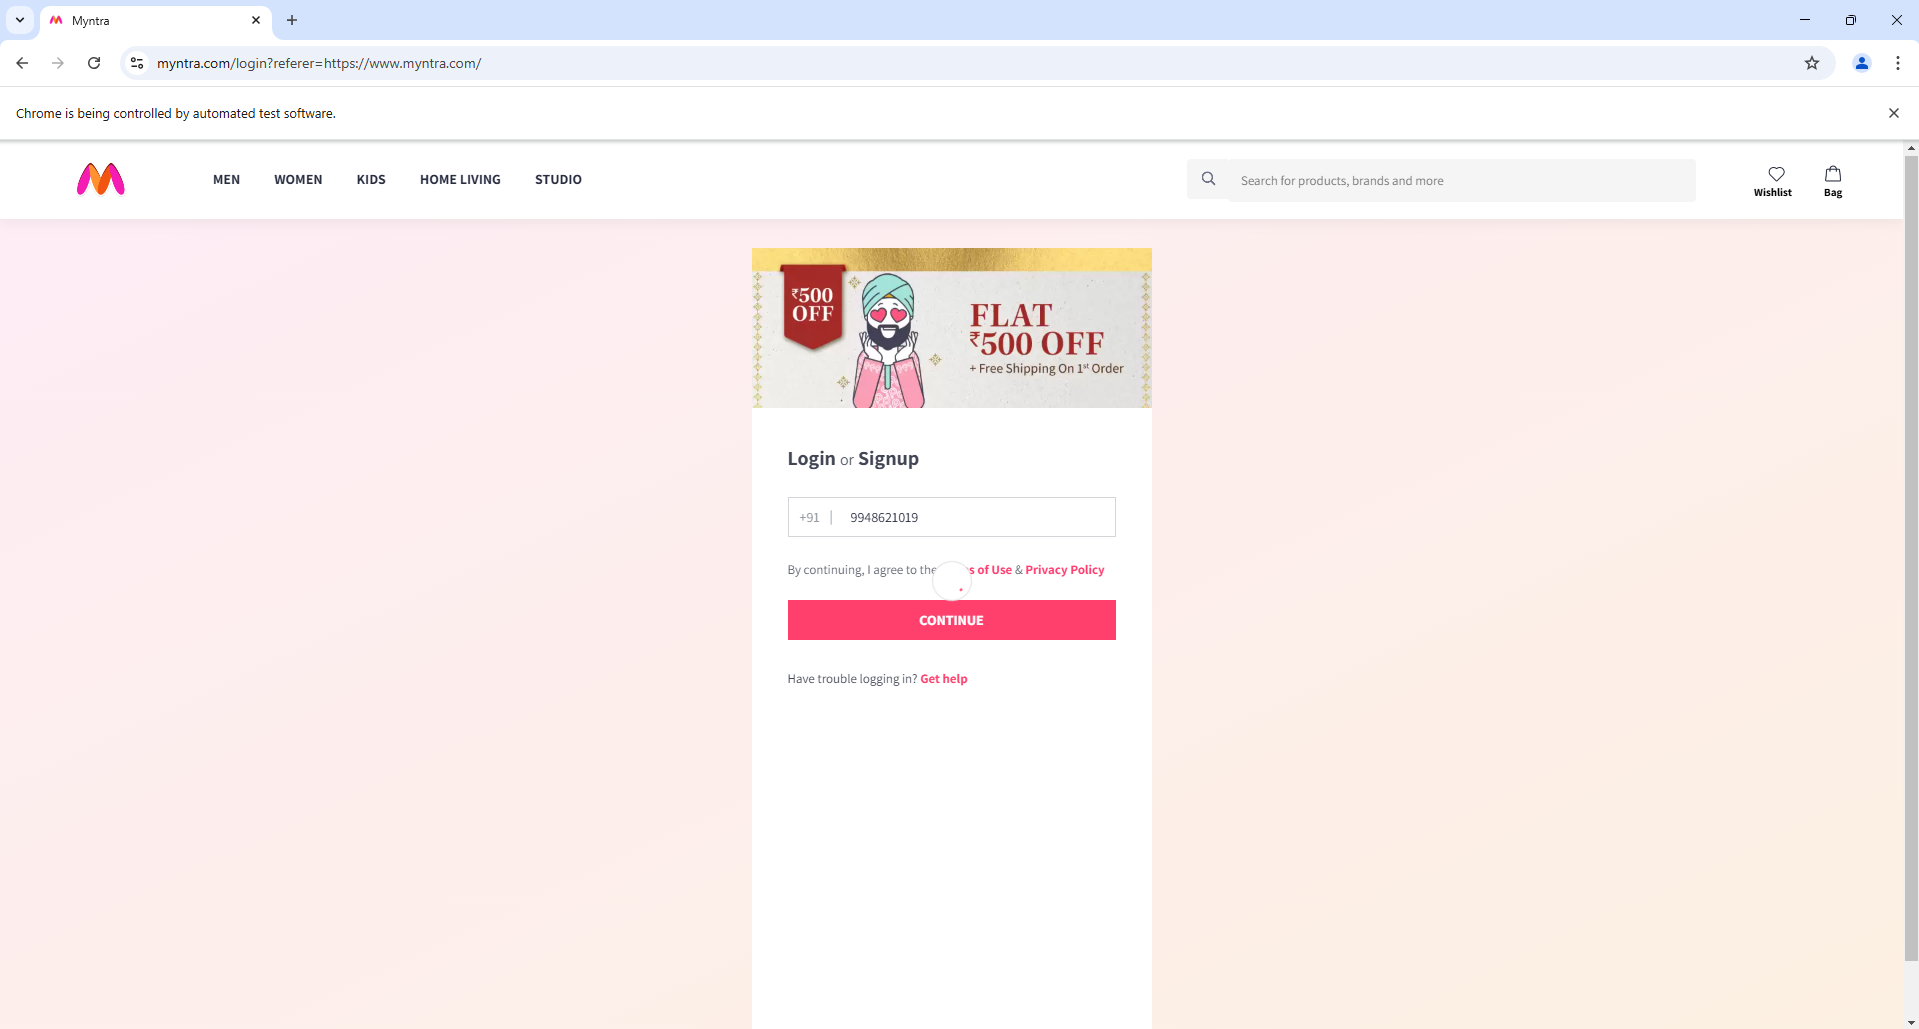 Myntra
myntra.com/login?referer=https://www.myntra.com/
Chrome is being controlled by automated test software.
MEN WOMEN KIDS HOME LIVING STUDIO Search for products, brands and more Wishlist Bag
₹500 OFF
FLAT
₹500 OFF
+ Free Shipping On 1st Order
Login or Signup
+91 | 9948621019
By continuing, I agree to the of Use & Privacy Policy
CONTINUE
Have trouble logging in? Get help